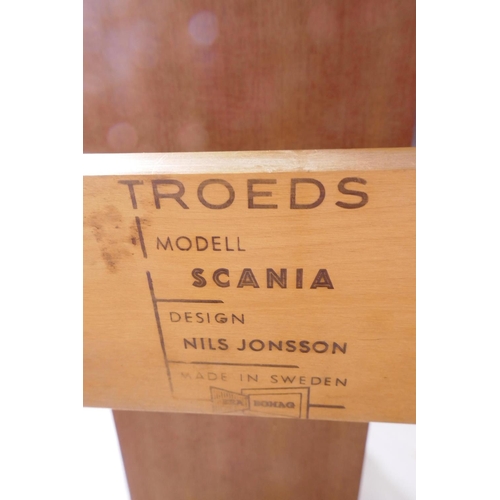 TROEDS
MODELL
SCANIA
DESIGN
NILS JONSSON
MADE IN SWEDEN